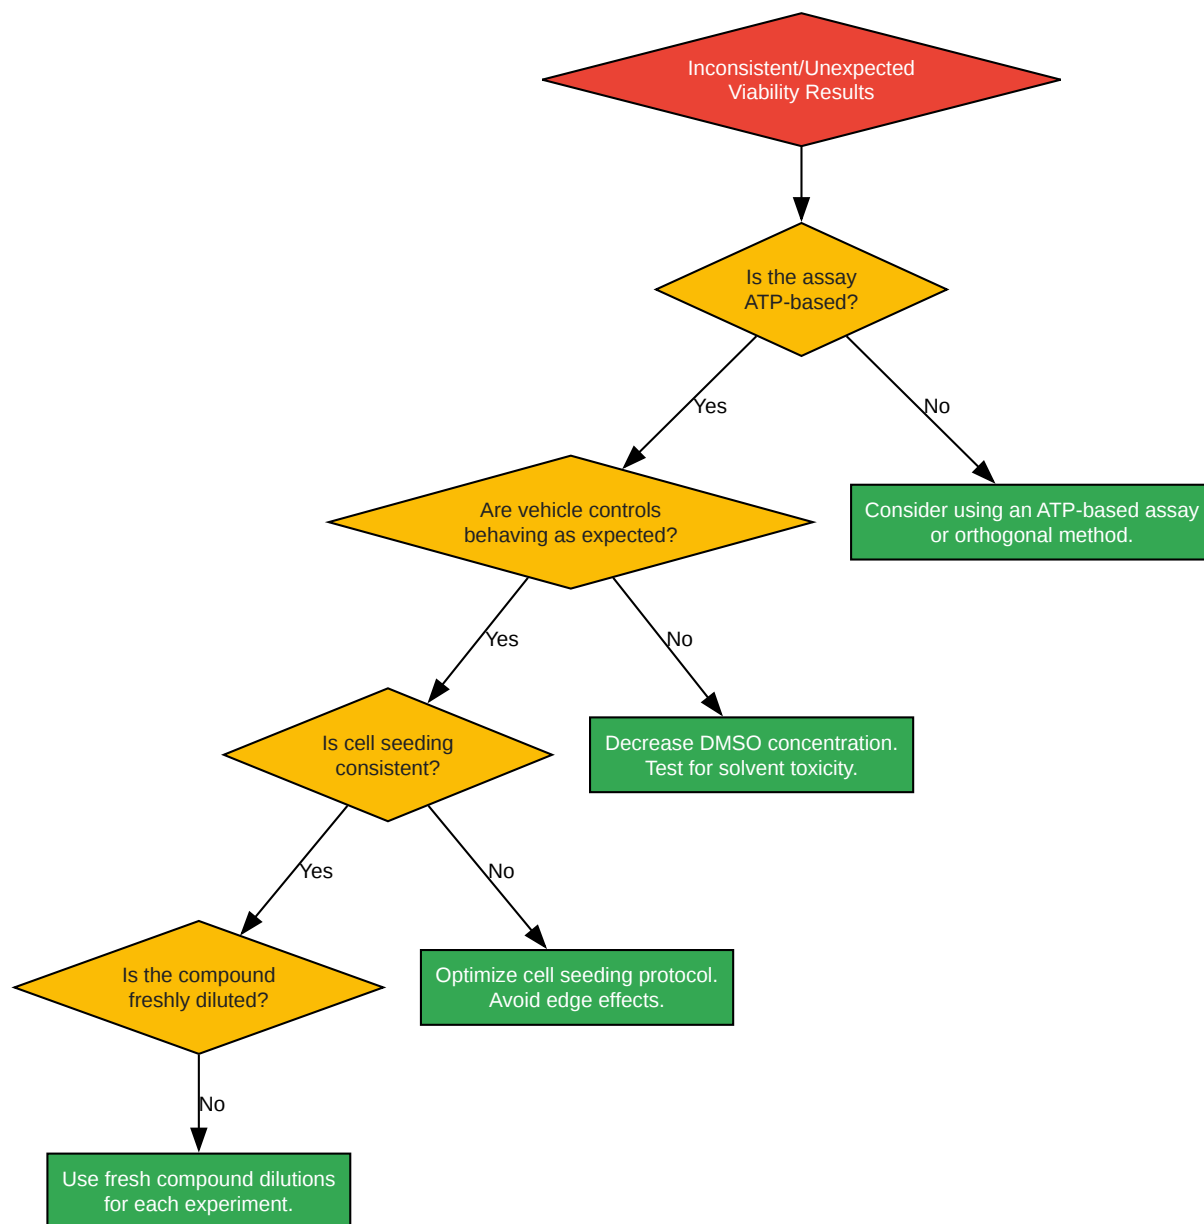 Inconsistent/Unexpected
Viability Results
Is the assay
ATP-based?
Yes
No
Are vehicle controls
behaving as expected?
Consider using an ATP-based assay
or orthogonal method.
Yes
No
Is cell seeding
consistent?
Decrease DMSO concentration.
Test for solvent toxicity.
Yes
No
Is the compound
freshly diluted?
Optimize cell seeding protocol.
Avoid edge effects.
No
Use fresh compound dilutions
for each experiment.